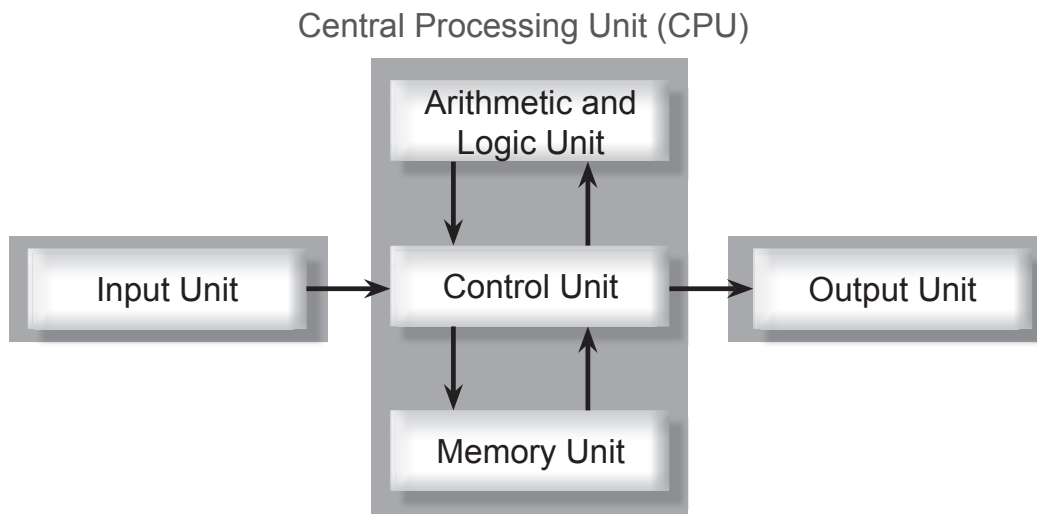 Central Processing Unit (CPU)
Arithmetic and
Logic Unit
Input Unit
Control Unit
Output Unit
Memory Unit